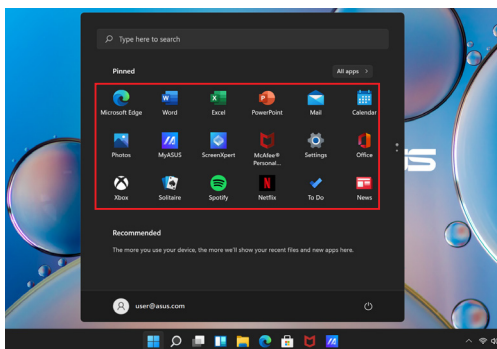 Type here to search
Pinned
All apps >
Microsoft Edge
Word
Excel
PowerPoint
Mail
Calendar
Photos
MyASUS
ScreenXpert
McAfee®
Personal...
Settings
Office
Xbox
Solitaire
Spotify
Netflix
To Do
News
Recommended
The more you use your device, the more we'll show your recent files and new apps here.
user@asus.com